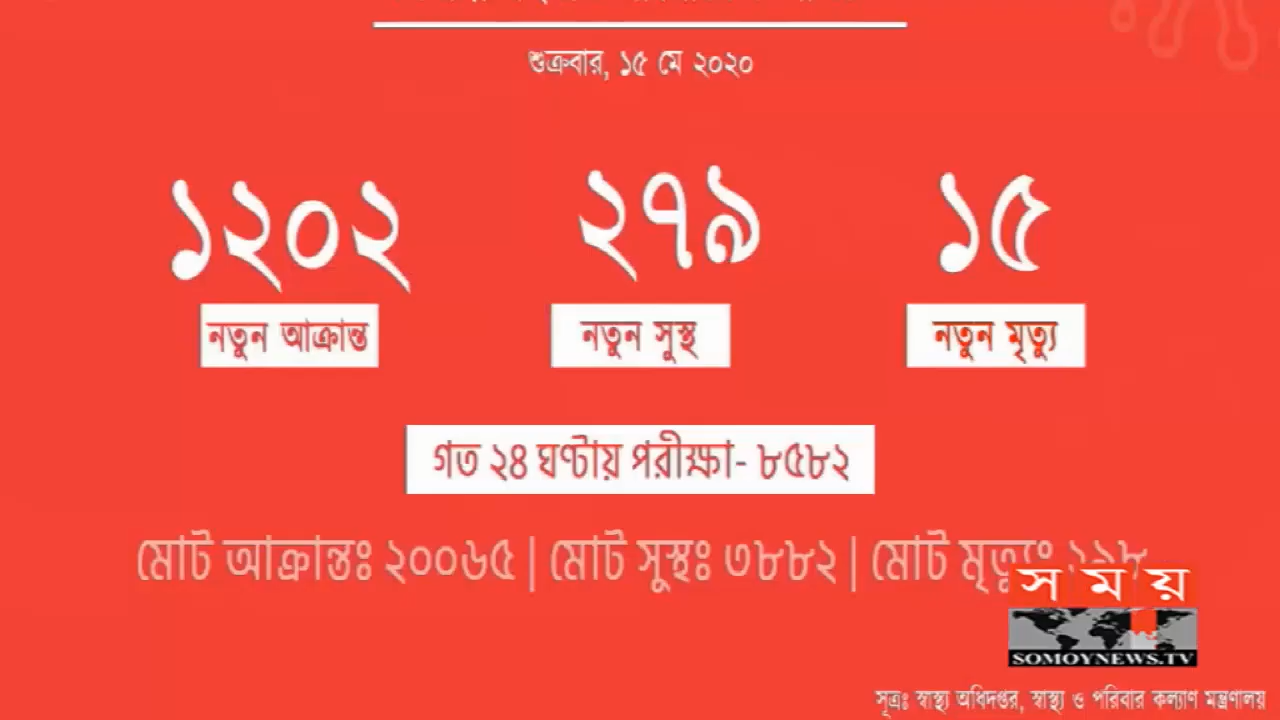 শুক্রবার, ১৫ মে ২০২০
১২০২ ২৭৯ ১৫
নতুন আক্রান্ত নতুন সুস্থ নতুন মৃত্যু
গত ২৪ ঘণ্টায় পরীক্ষা- ৮৫৮২
মোট আক্রান্তঃ ২০০৬৫ | মোট সুস্থঃ ৩৮৮২ | মোট মৃত্যুঃ ২৯৮
সময়
SOMOYNEWS.TV
সূত্রঃ স্বাস্থ্য অধিদপ্তর, স্বাস্থ্য ও পরিবার কল্যাণ মন্ত্রণালয়